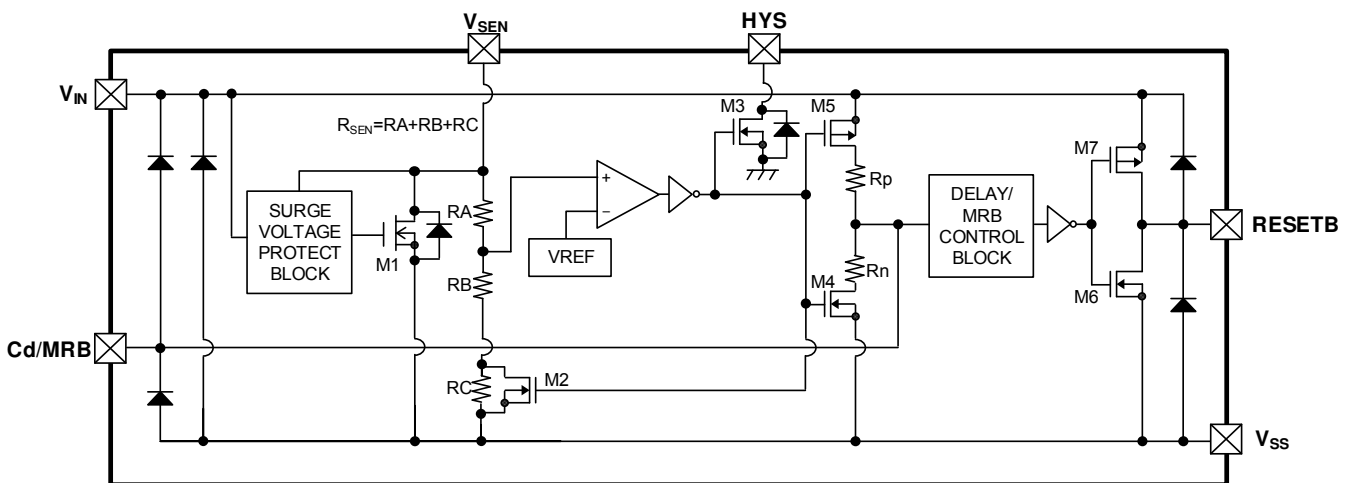 VSEN
HYS
VIN
RSEN=RA+RB+RC
M3
M5
M7
SURGE
VOLTAGE
PROTECT
BLOCK
M1
RA
RB
+
−
VREF
Rp
Rn
M4
DELAY/
MRB
CONTROL
BLOCK
M6
RESETB
Cd/MRB
RC
M2
VSS